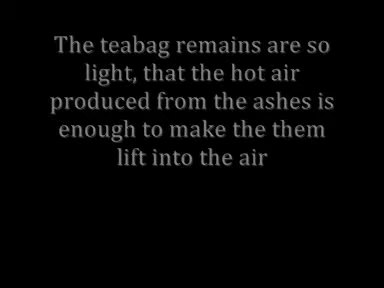 The teabag remains are so
light, that the hot air
produced from the ashes is
enough to make the them
lift into the air